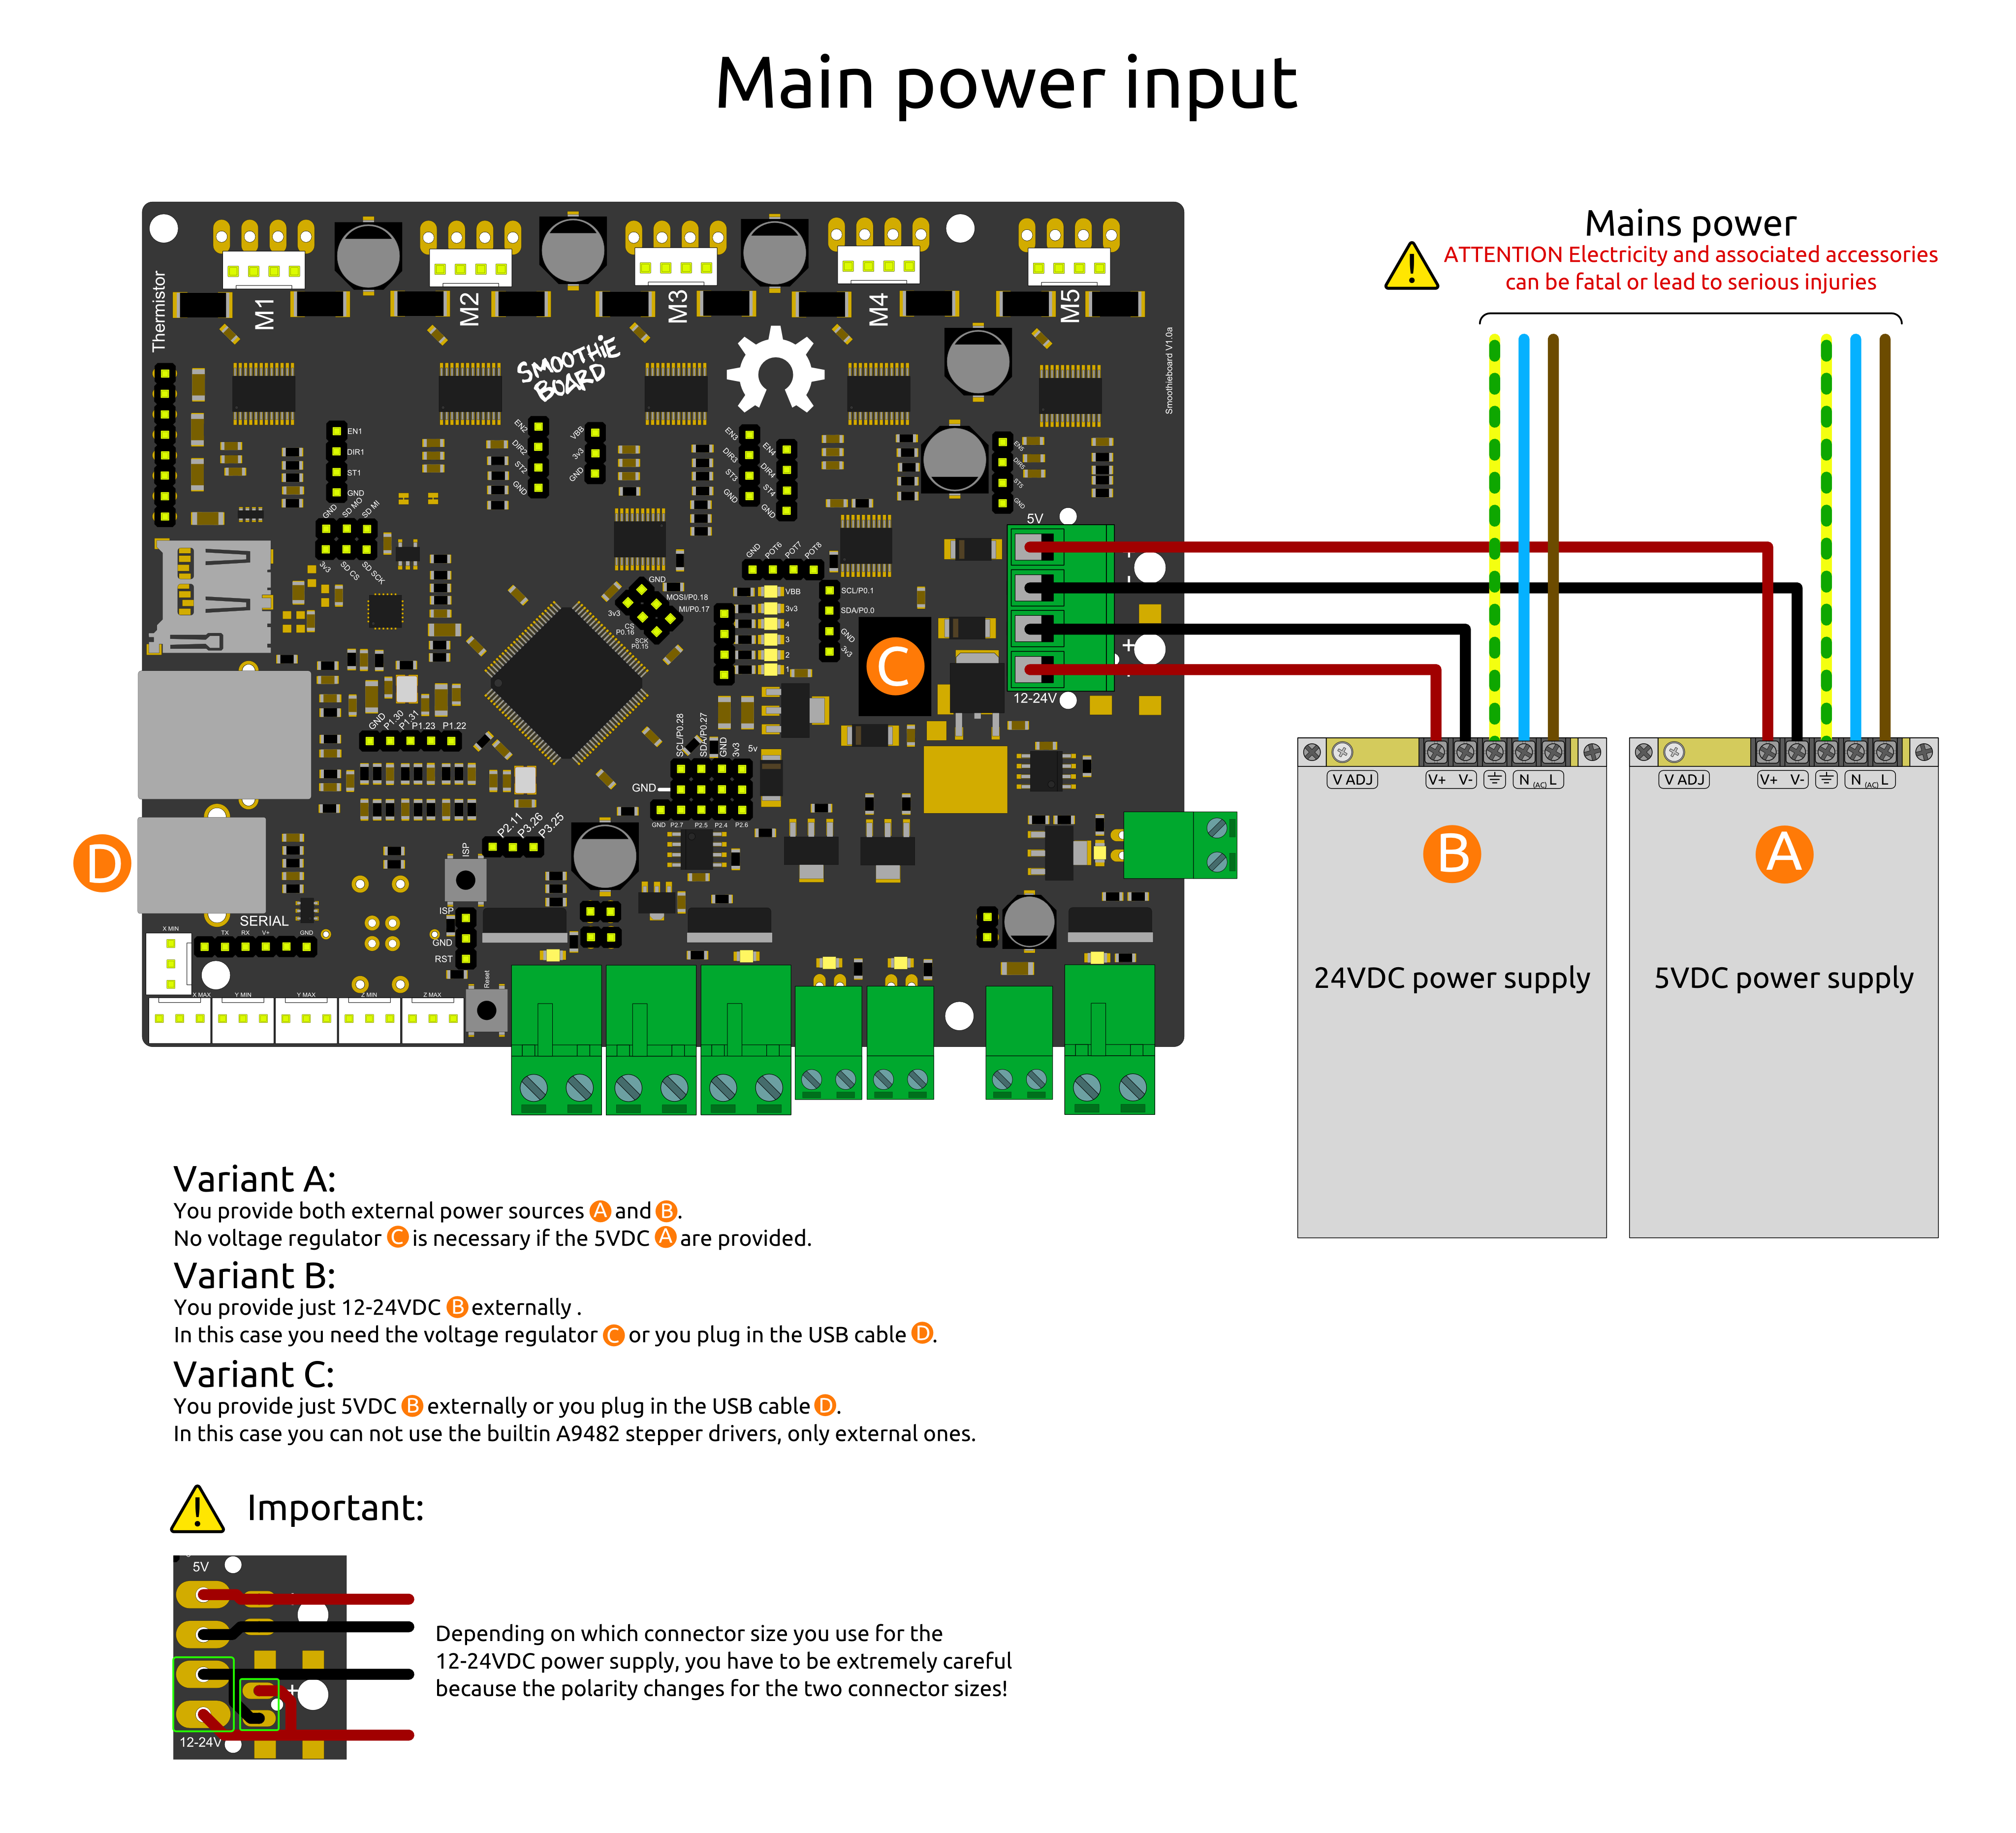 Main power input
Mains power
ATTENTION Electricity and associated accessories
can be fatal or lead to serious injuries
Thermistor
M1
M2
M3
M4
M5
SMOOTHiE
BOARD
Smoothieboard V1.0a
EN1
DIR1
ST1
GND
EN2
DIR2
ST2
GND
VBB
3v3
GND
EN3
DIR3
ST3
GND
EN4
DIR4
ST4
GND
EN5
DIR5
ST5
GND
GND
SD MO
SD MI
3v3
SD CS
SD SCK
GND
MOSI/P0.18
MI/P0.17
3v3
CS
P0.16
SCK
P0.15
GND
POT6
POT7
POT8
VBB
3v3
4
3
2
1
SCL/P0.1
SDA/P0.0
GND
3v3
5V
+
12-24V
C
GND
P1.30
P1.31
P1.23
P1.22
SCL/P0.28
SDA/P0.27
GND
3v3
5v
GND
GND
P2.7
P2.5
P2.4
P2.6
P2.11
P3.26
P3.25
ISP
ISP
GND
RST
Reset
D
SERIAL
TX
RX
V+
GND
X MIN
X MAX
Y MIN
Y MAX
Z MIN
Z MAX
V ADJ
V+ V-
N (AC) L
B
24VDC power supply
V ADJ
V+ V-
N (AC) L
A
5VDC power supply
Variant A:
You provide both external power sources A and B.
No voltage regulator C is necessary if the 5VDC A are provided.
Variant B:
You provide just 12-24VDC B externally .
In this case you need the voltage regulator C or you plug in the USB cable D.
Variant C:
You provide just 5VDC B externally or you plug in the USB cable D.
In this case you can not use the builtin A9482 stepper drivers, only external ones.
Important:
5V
+
12-24V
Depending on which connector size you use for the
12-24VDC power supply, you have to be extremely careful
because the polarity changes for the two connector sizes!